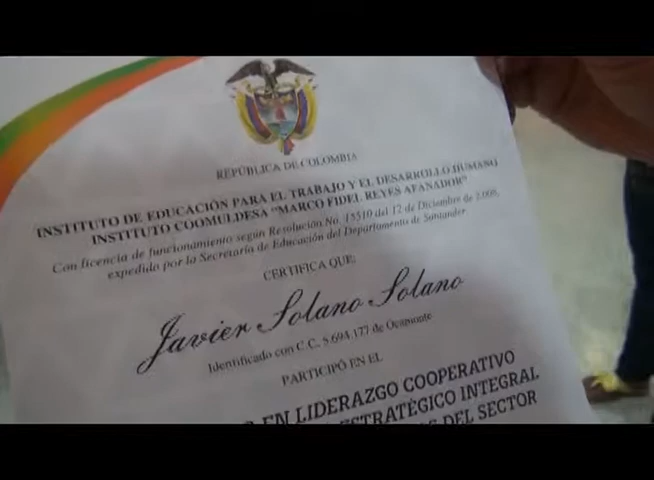 REPÚBLICA DE COLOMBIA
INSTITUTO DE EDUCACIÓN PARA EL TRABAJO Y EL DESARROLLO HUMANO
INSTITUTO COOMULDESA "MARCO FIDEL REYES AFANADOR"
Con licencia de funcionamiento según Resolución No. 15510 del 12 de Diciembre de 2.008,
expedido por la Secretaría de Educación del Departamento de Santander
CERTIFICA QUE:
Javier Solano Solano
Identificado con C.C. 5.694.177 de Ocamonte
PARTICIPÓ EN EL
EN LIDERAZGO COOPERATIVO
ESTRATÉGICO INTEGRAL
DEL SECTOR